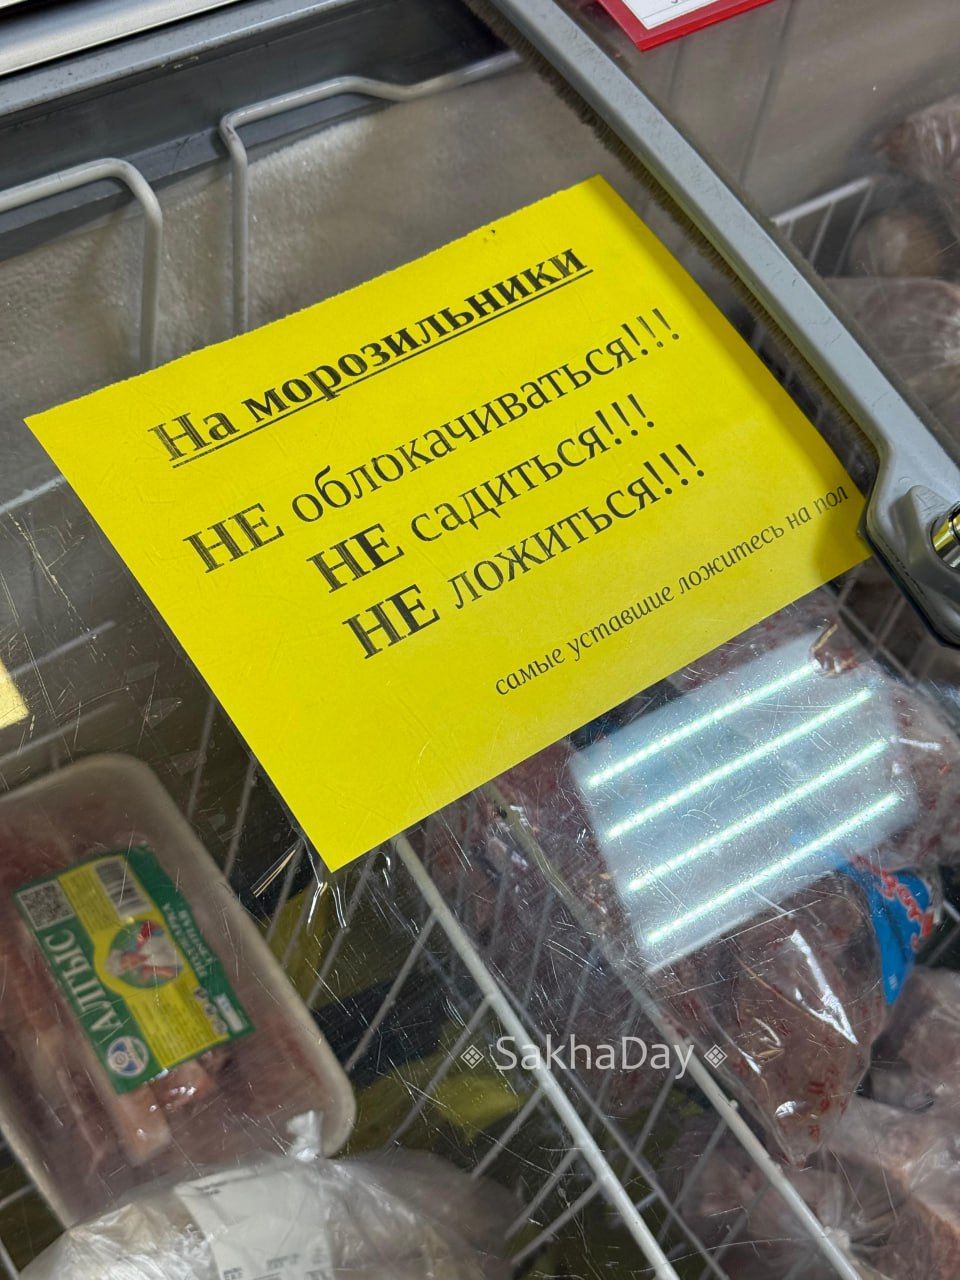 На морозильники
НЕ облокачиваться!!!
НЕ садиться!!!
НЕ ложиться!!!
самые уставшие ложитесь на пол
АЛГЫС
SakhaDay